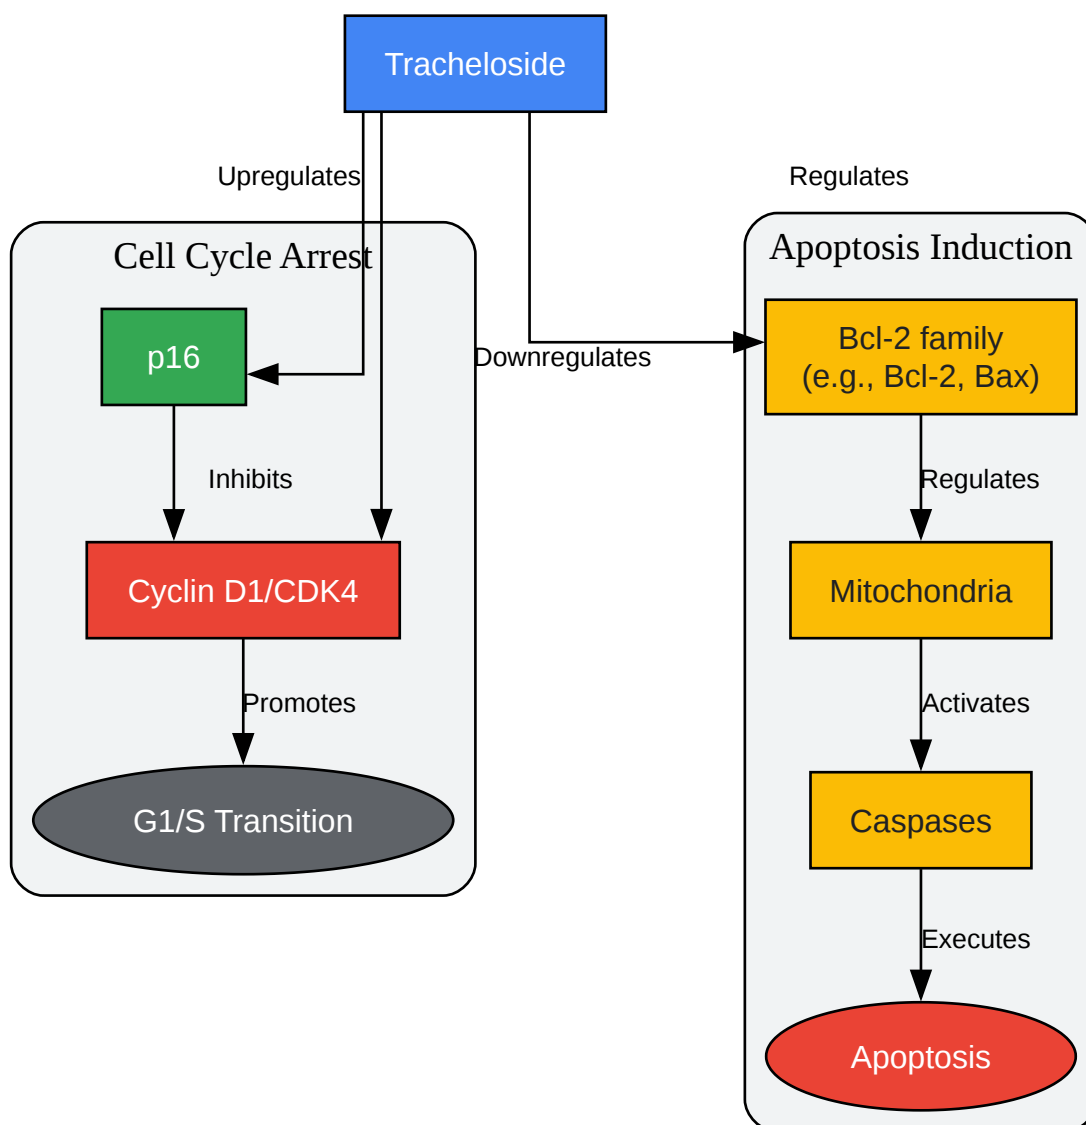 Tracheloside
Upregulates
Regulates
Cell Cycle Arrest
Apoptosis Induction
p16
Downregulates
Bcl-2 family
(e.g., Bcl-2, Bax)
Inhibits
Regulates
Cyclin D1/CDK4
Mitochondria
Promotes
Activates
G1/S Transition
Caspases
Executes
Apoptosis